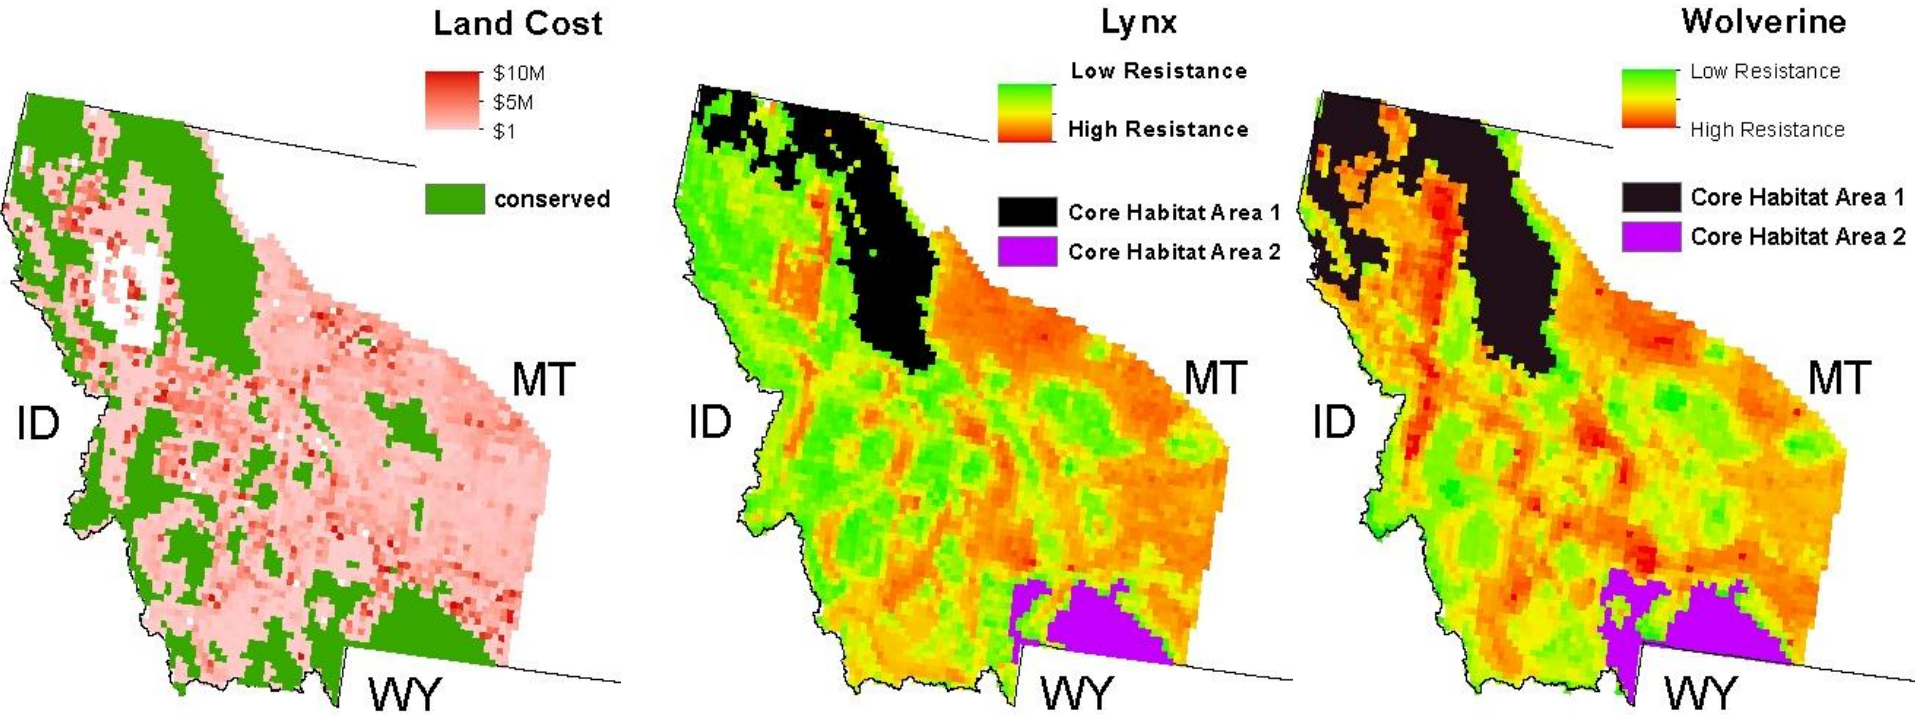 Land Cost
$10M
$5M
$1
conserved
MT
ID
WY
Lynx
Low Resistance
High Resistance
Core Habitat Area 1
Core Habitat Area 2
MT
ID
WY
Wolverine
Low Resistance
High Resistance
Core Habitat Area 1
Core Habitat Area 2
MT
ID
WY